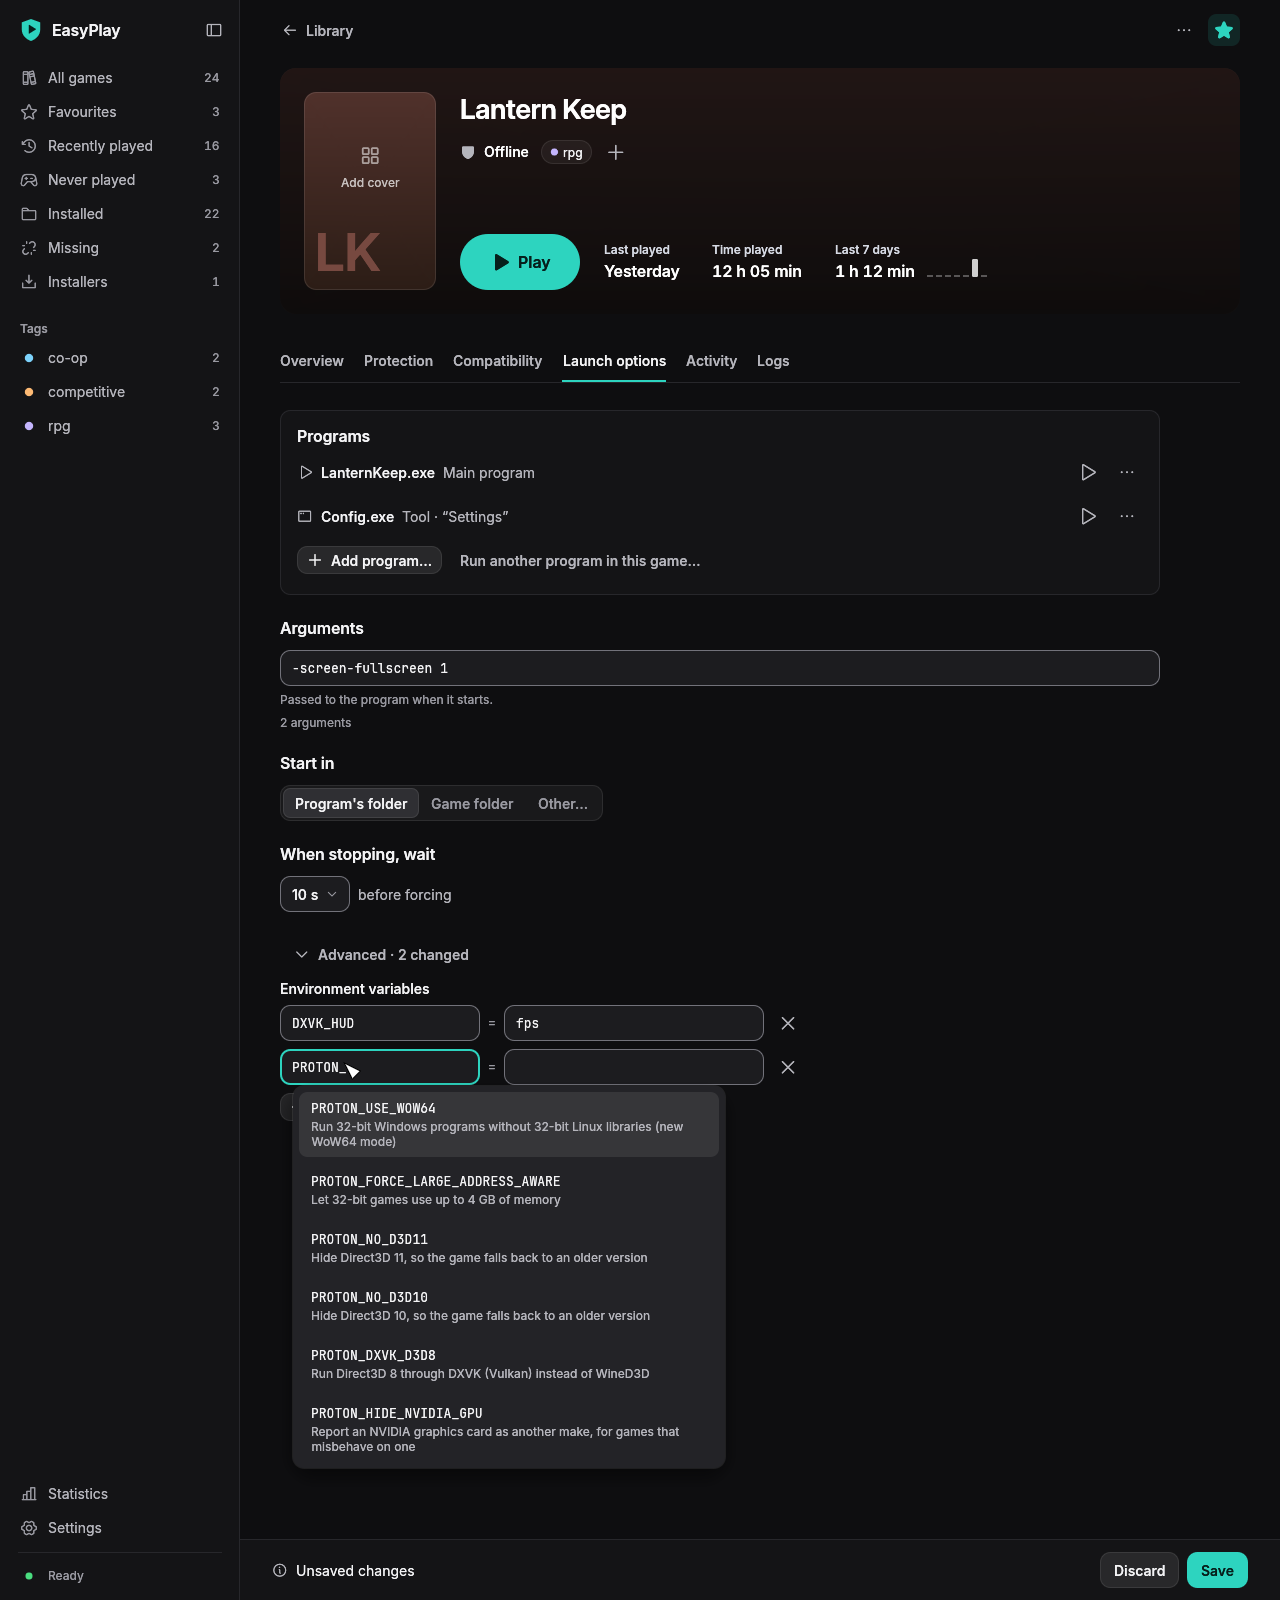 EasyPlay
All games 24
Favourites 3
Recently played 16
Never played 3
Installed 22
Missing 2
Installers 1
Tags
co-op 2
competitive 2
rpg 3
Statistics
Settings
Ready
Library
Add cover
LK
Lantern Keep
Offline
rpg
Play
Last played
Yesterday
Time played
12 h 05 min
Last 7 days
1 h 12 min
Overview Protection Compatibility Launch options Activity Logs
Programs
LanternKeep.exe Main program
Config.exe Tool · “Settings”
Add program... Run another program in this game...
Arguments
-screen-fullscreen 1
Passed to the program when it starts.
2 arguments
Start in
Program's folder Game folder Other...
When stopping, wait
10 s before forcing
Advanced · 2 changed
Environment variables
DXVK_HUD = fps
PROTON_ =
PROTON_USE_WOW64
Run 32-bit Windows programs without 32-bit Linux libraries (new
WoW64 mode)
PROTON_FORCE_LARGE_ADDRESS_AWARE
Let 32-bit games use up to 4 GB of memory
PROTON_NO_D3D11
Hide Direct3D 11, so the game falls back to an older version
PROTON_NO_D3D10
Hide Direct3D 10, so the game falls back to an older version
PROTON_DXVK_D3D8
Run Direct3D 8 through DXVK (Vulkan) instead of WineD3D
PROTON_HIDE_NVIDIA_GPU
Report an NVIDIA graphics card as another make, for games that
misbehave on one
Unsaved changes
Discard
Save